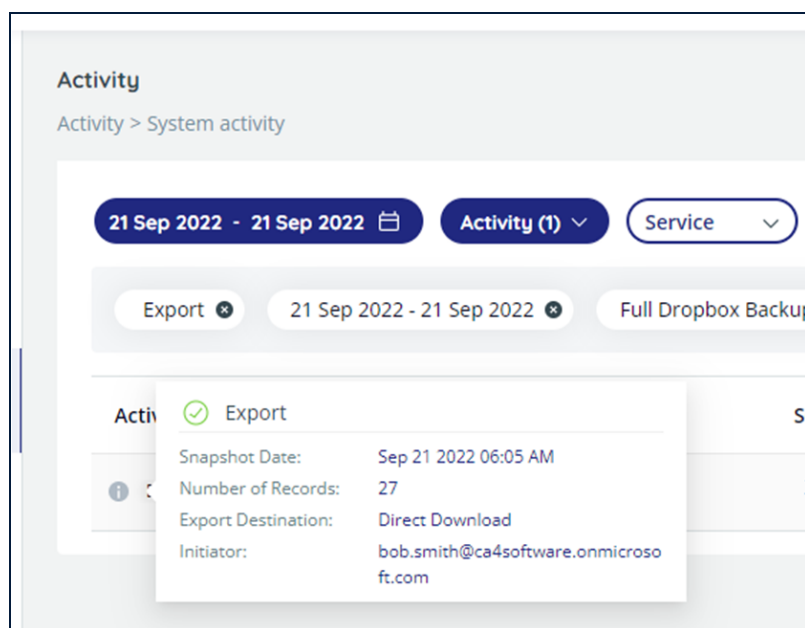 Activity
Activity > System activity
21 Sep 2022 - 21 Sep 2022
Activity (1)
Service
Export
21 Sep 2022 - 21 Sep 2022
Full Dropbox Backup
Export
Snapshot Date: Sep 21 2022 06:05 AM
Number of Records: 27
Export Destination: Direct Download
Initiator: bob.smith@ca4software.onmicroso
ft.com